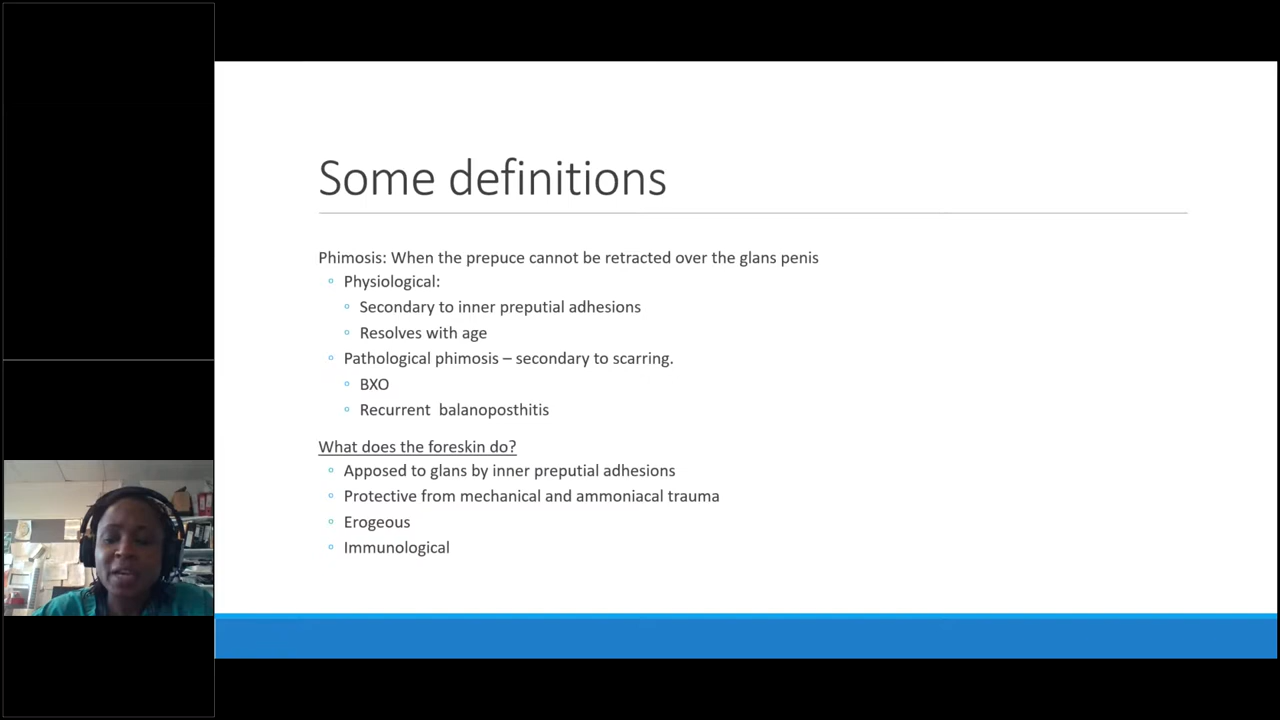 Some definitions
Phimosis: When the prepuce cannot be retracted over the glans penis
Physiological:
Secondary to inner preputial adhesions
Resolves with age
Pathological phimosis – secondary to scarring.
BXO
Recurrent balanoposthitis
What does the foreskin do?
Apposed to glans by inner preputial adhesions
Protective from mechanical and ammoniacal trauma
Erogeous
Immunological